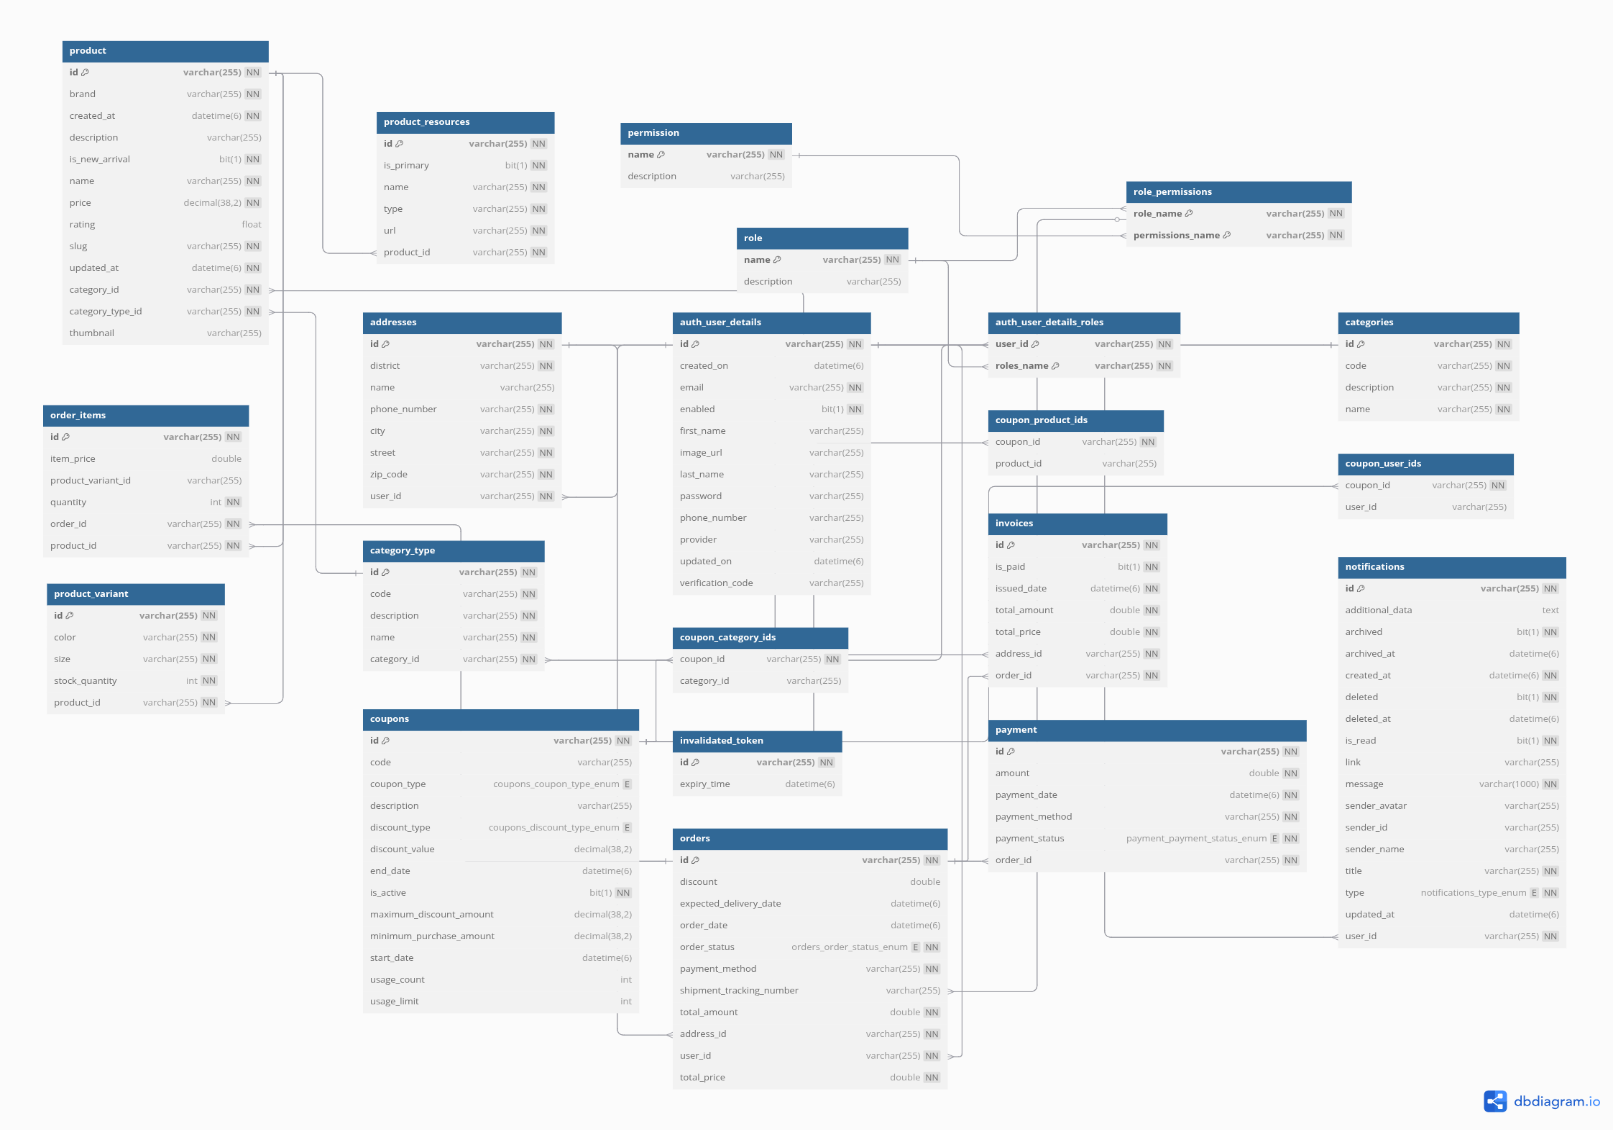 product
id varchar(255) NN
brand varchar(255) NN
created_at datetime(6) NN
description varchar(255)
is_new_arrival bit(1) NN
name varchar(255) NN
price decimal(38,2) NN
rating float
slug varchar(255) NN
updated_at datetime(6) NN
category_id varchar(255) NN
category_type_id varchar(255) NN
thumbnail varchar(255)
product_resources
id varchar(255) NN
is_primary bit(1) NN
name varchar(255) NN
type varchar(255) NN
url varchar(255) NN
product_id varchar(255) NN
permission
name varchar(255) NN
description varchar(255)
role_permissions
role_name varchar(255) NN
permissions_name varchar(255) NN
role
name varchar(255) NN
description varchar(255)
addresses
id varchar(255) NN
district varchar(255) NN
name varchar(255)
phone_number varchar(255) NN
city varchar(255) NN
street varchar(255) NN
zip_code varchar(255) NN
user_id varchar(255) NN
auth_user_details
id varchar(255) NN
created_on datetime(6)
email varchar(255) NN
enabled bit(1) NN
first_name varchar(255)
image_url varchar(255)
last_name varchar(255)
password varchar(255)
phone_number varchar(255)
provider varchar(255)
updated_on datetime(6)
verification_code varchar(255)
auth_user_details_roles
user_id varchar(255) NN
roles_name varchar(255) NN
categories
id varchar(255) NN
code varchar(255) NN
description varchar(255) NN
name varchar(255) NN
order_items
id varchar(255) NN
item_price double
product_variant_id varchar(255)
quantity int NN
order_id varchar(255) NN
product_id varchar(255) NN
coupon_product_ids
coupon_id varchar(255) NN
product_id varchar(255)
coupon_user_ids
coupon_id varchar(255) NN
user_id varchar(255)
category_type
id varchar(255) NN
code varchar(255) NN
description varchar(255) NN
name varchar(255) NN
category_id varchar(255) NN
invoices
id varchar(255) NN
is_paid bit(1) NN
issued_date datetime(6) NN
total_amount double NN
total_price double NN
address_id varchar(255) NN
order_id varchar(255) NN
notifications
id varchar(255) NN
additional_data text
archived bit(1) NN
archived_at datetime(6)
created_at datetime(6) NN
deleted bit(1) NN
deleted_at datetime(6)
is_read bit(1) NN
link varchar(255)
message varchar(1000) NN
sender_avatar varchar(255)
sender_id varchar(255)
sender_name varchar(255)
title varchar(255) NN
type notifications_type_enum E NN
updated_at datetime(6)
user_id varchar(255) NN
product_variant
id varchar(255) NN
color varchar(255) NN
size varchar(255) NN
stock_quantity int NN
product_id varchar(255) NN
coupon_category_ids
coupon_id varchar(255) NN
category_id varchar(255)
coupons
id varchar(255) NN
code varchar(255)
coupon_type coupons_coupon_type_enum E
description varchar(255)
discount_type coupons_discount_type_enum E
discount_value decimal(38,2)
end_date datetime(6)
is_active bit(1) NN
maximum_discount_amount decimal(38,2)
minimum_purchase_amount decimal(38,2)
start_date datetime(6)
usage_count int
usage_limit int
invalidated_token
id varchar(255) NN
expiry_time datetime(6)
payment
id varchar(255) NN
amount double NN
payment_date datetime(6) NN
payment_method varchar(255) NN
payment_status payment_payment_status_enum E NN
order_id varchar(255) NN
orders
id varchar(255) NN
discount double
expected_delivery_date datetime(6)
order_date datetime(6)
order_status orders_order_status_enum E NN
payment_method varchar(255) NN
shipment_tracking_number varchar(255)
total_amount double NN
address_id varchar(255) NN
user_id varchar(255) NN
total_price double NN
dbdiagram.io